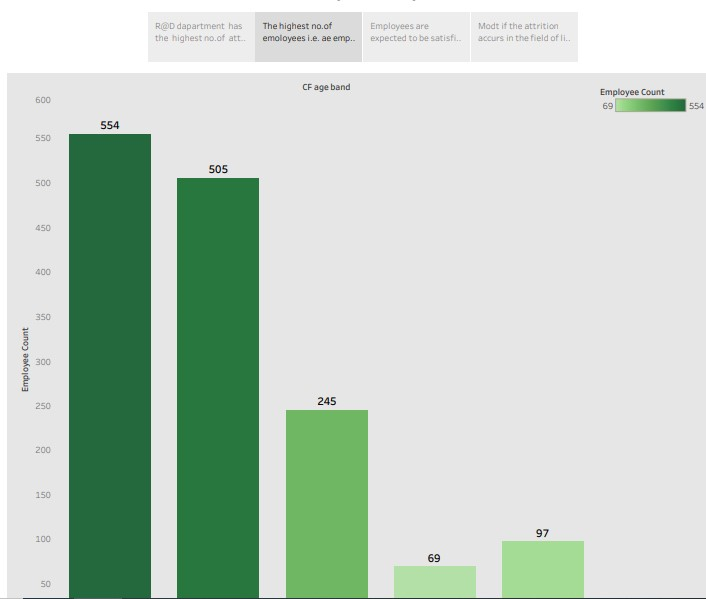 R@D dapartment has
the highest no.of att..
The highest no.of
emoloyees i.e. ae emp..
Employees are
expected to be satisfi..
Modt if the attrition
accurs in the field of li..
CF age band
Employee Count
69
554
600
550
500
450
400
350
300
250
200
150
100
50
Employee Count
554
505
245
69
97